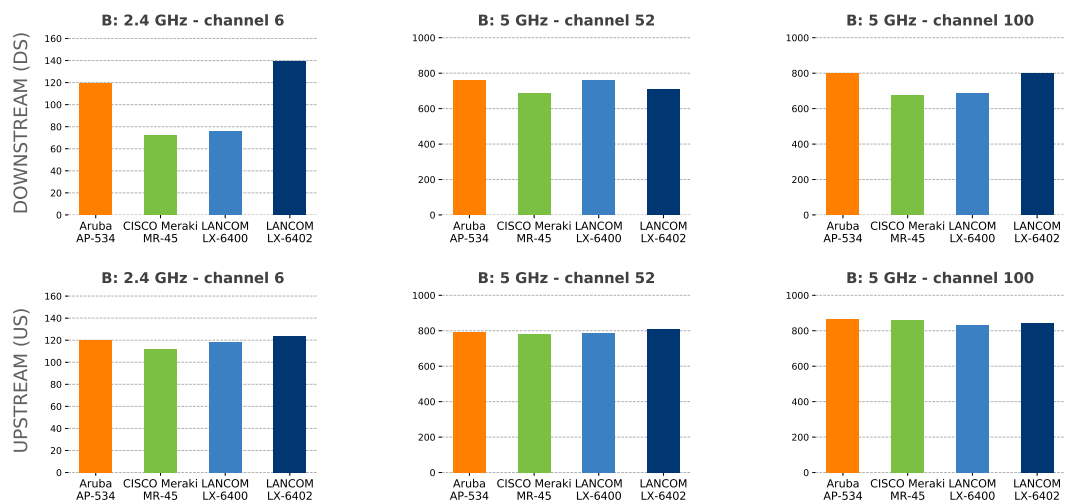 B: 2.4 GHz - channel 6
B: 5 GHz - channel 52
B: 5 GHz - channel 100
DOWNSTREAM (DS)
160
140
120
100
80
60
40
20
0
Aruba AP-534
CISCO Meraki MR-45
LANCOM LX-6400
LANCOM LX-6402
1000
800
600
400
200
0
Aruba AP-534
CISCO Meraki MR-45
LANCOM LX-6400
LANCOM LX-6402
1000
800
600
400
200
0
Aruba AP-534
CISCO Meraki MR-45
LANCOM LX-6400
LANCOM LX-6402
B: 2.4 GHz - channel 6
B: 5 GHz - channel 52
B: 5 GHz - channel 100
UPSTREAM (US)
160
140
120
100
80
60
40
20
0
Aruba AP-534
CISCO Meraki MR-45
LANCOM LX-6400
LANCOM LX-6402
1000
800
600
400
200
0
Aruba AP-534
CISCO Meraki MR-45
LANCOM LX-6400
LANCOM LX-6402
1000
800
600
400
200
0
Aruba AP-534
CISCO Meraki MR-45
LANCOM LX-6400
LANCOM LX-6402